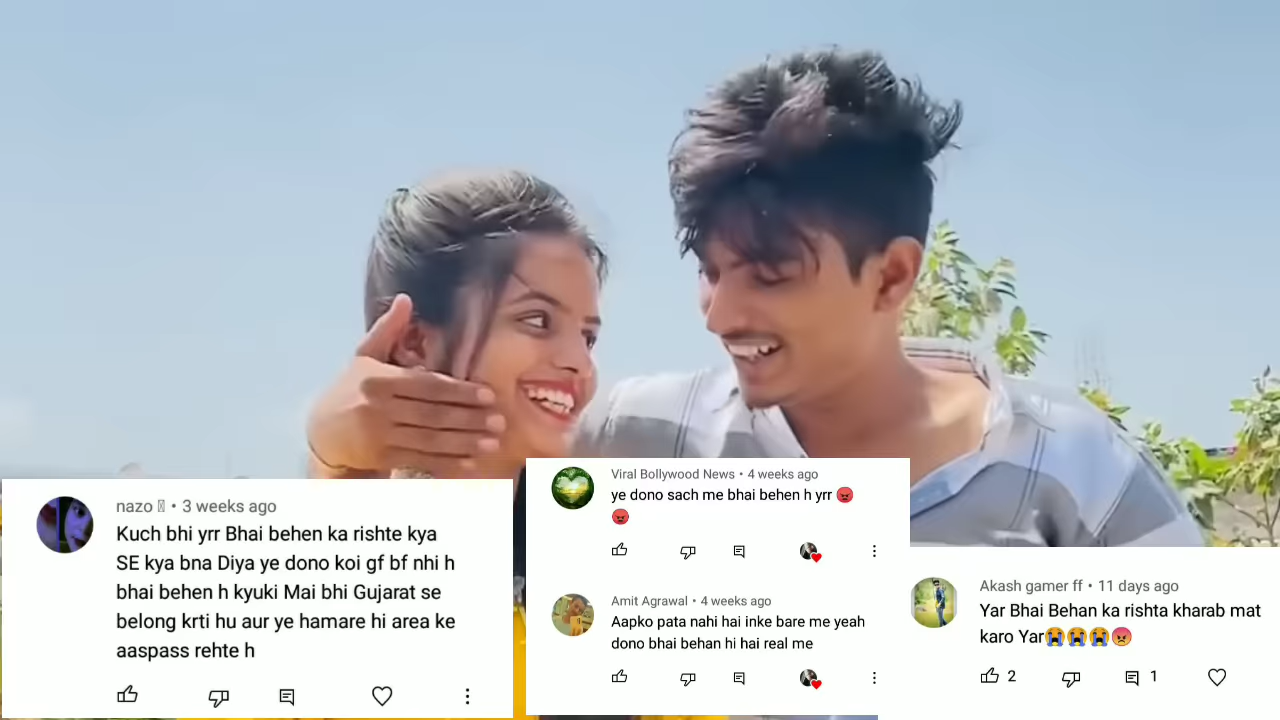 nazo • 3 weeks ago
Kuch bhi yrr Bhai behen ka rishte kya
SE kya bna Diya ye dono koi gf bf nhi h
bhai behen h kyuki Mai bhi Gujarat se
belong krti hu aur ye hamare hi area ke
aaspass rehte h
Viral Bollywood News • 4 weeks ago
ye dono sach me bhai behen h yrr 😡
😡
Amit Agrawal • 4 weeks ago
Aapko pata nahi hai inke bare me yeah
dono bhai behan hi hai real me
Akash gamer ff • 11 days ago
Yar Bhai Behan ka rishta kharab mat
karo Yar😭😭😭😡
2
1